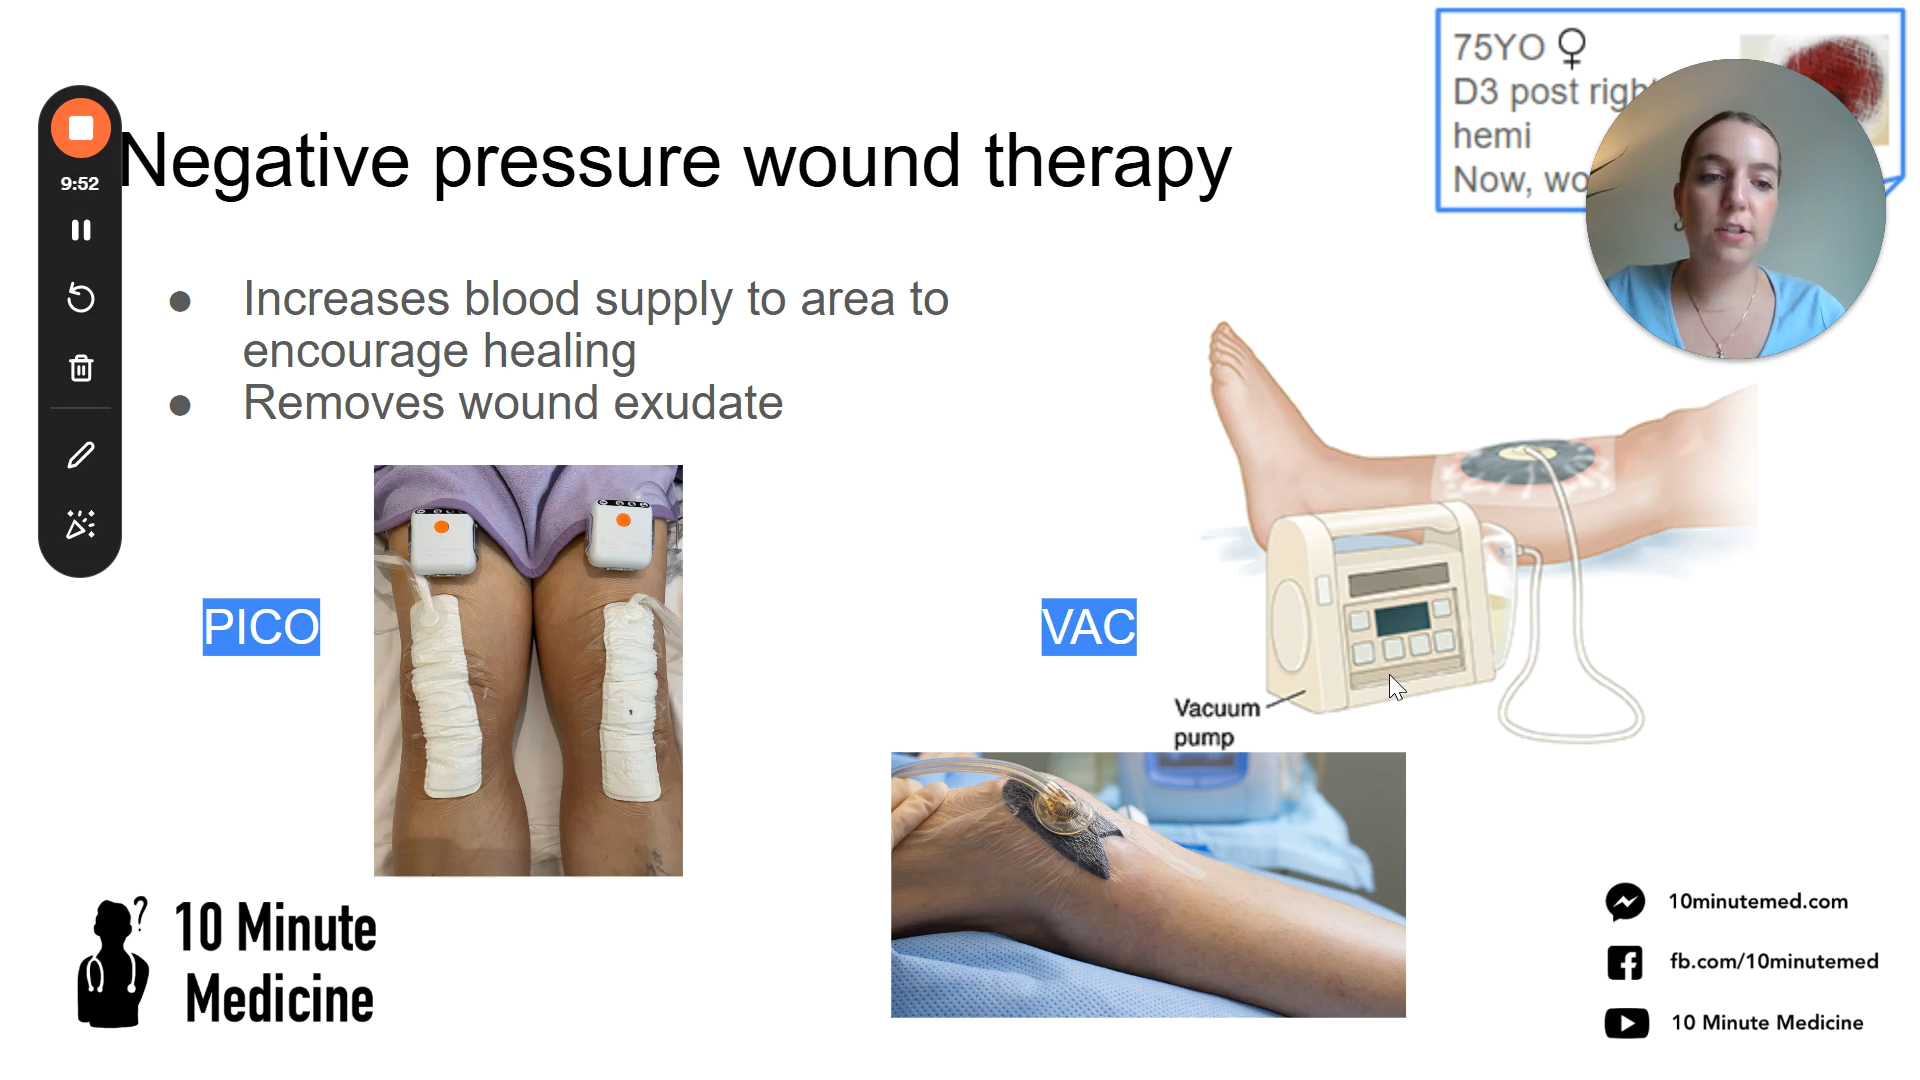 75YO ♀
D3 post right
hemi
Now, wo
9:52
Negative pressure wound therapy
● Increases blood supply to area to
encourage healing
● Removes wound exudate
PICO
VAC
Vacuum
pump
?
10 Minute
Medicine
10minutemed.com
fb.com/10minutemed
10 Minute Medicine